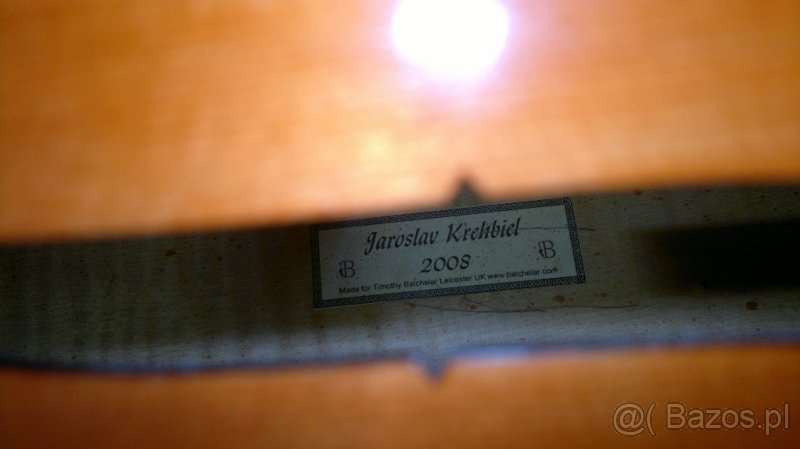 Jaroslav Krehbiel
B 2008 B
Made for Timothy Batchelar Leicester UK www.batchelar.com
@( Bazos.pl